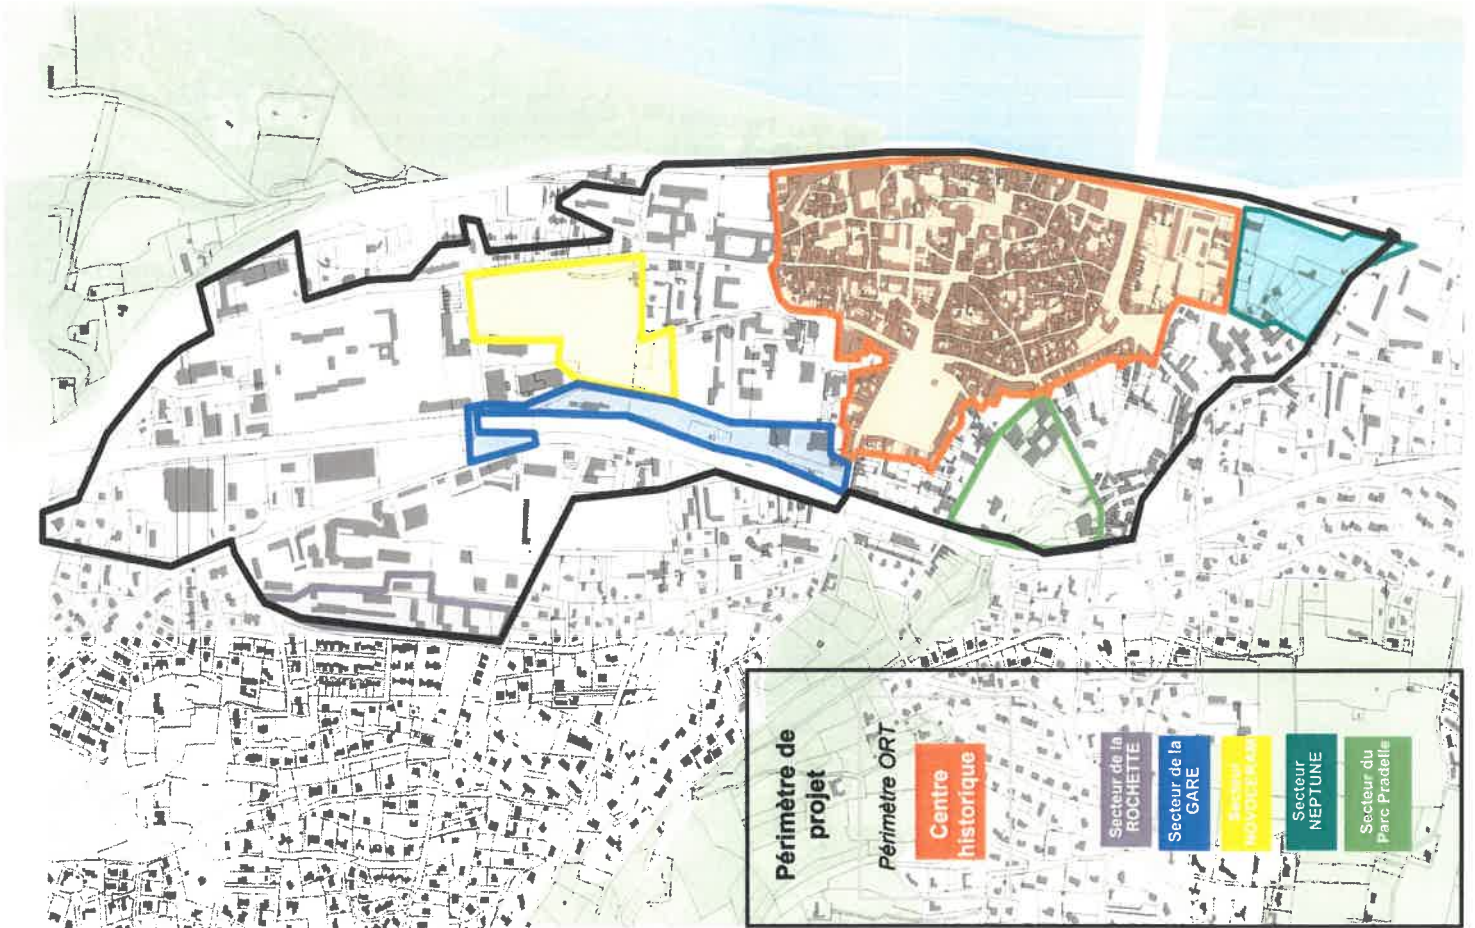 Périmètre de
projet
Périmètre ORT
Centre
historique
Secteur de la
ROCHETTE
Secteur de la
GARE
Secteur
NOVOCERAM
Secteur
NEPTUNE
Secteur du
Parc Pradelle